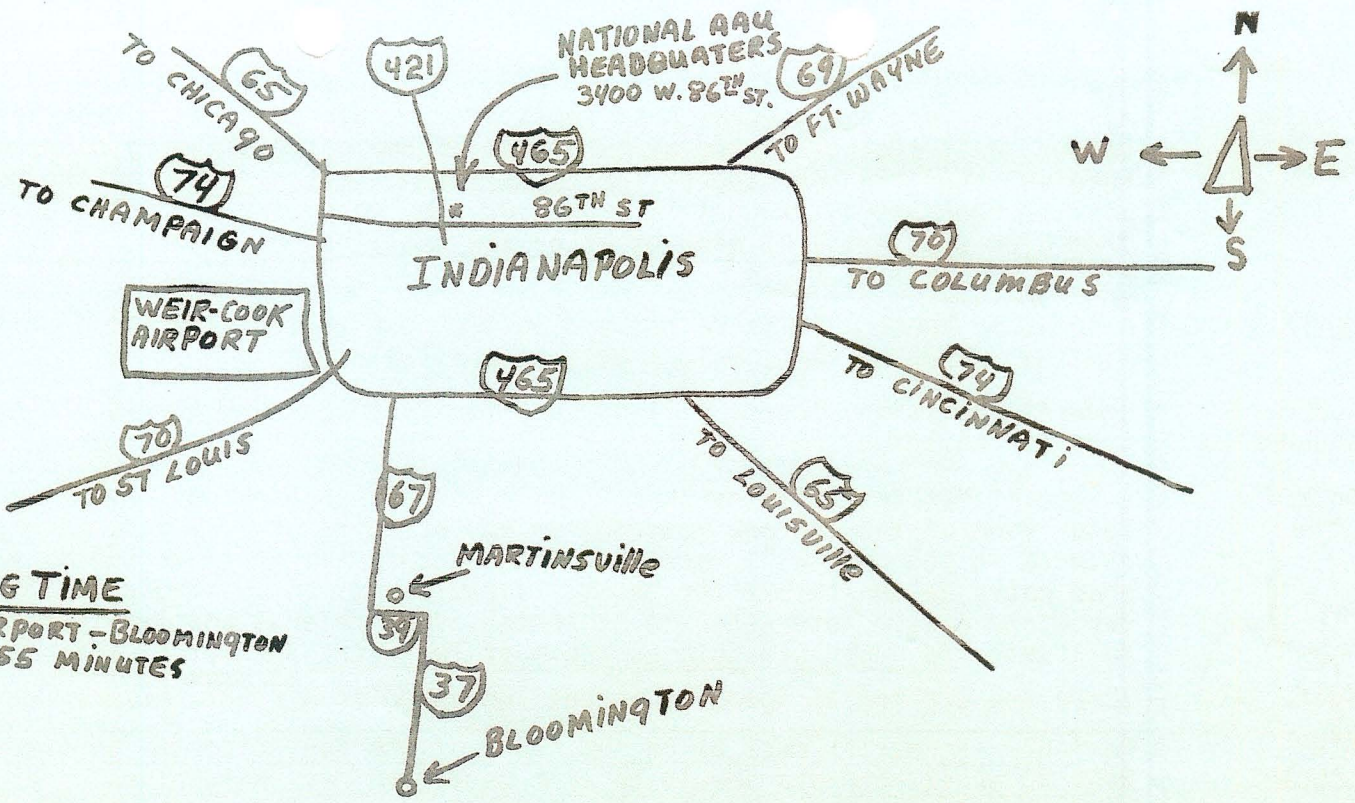 N
NATIONAL AAU
HEADQUATERS
3400 W. 86TH ST.
421
65
TO CHICAGO
69
TO FT. WAYNE
465
W
E
S
74
TO CHAMPAIGN
86TH ST
INDIANAPOLIS
70
TO COLUMBUS
WEIR-COOK
AIRPORT
465
74
TO CINCINNATI
70
TO ST LOUIS
67
65
TO LOUISVILLE
MARTINSVILLE
G TIME
RPORT-BLOOMINGTON
55 MINUTES
39
37
BLOOMINGTON